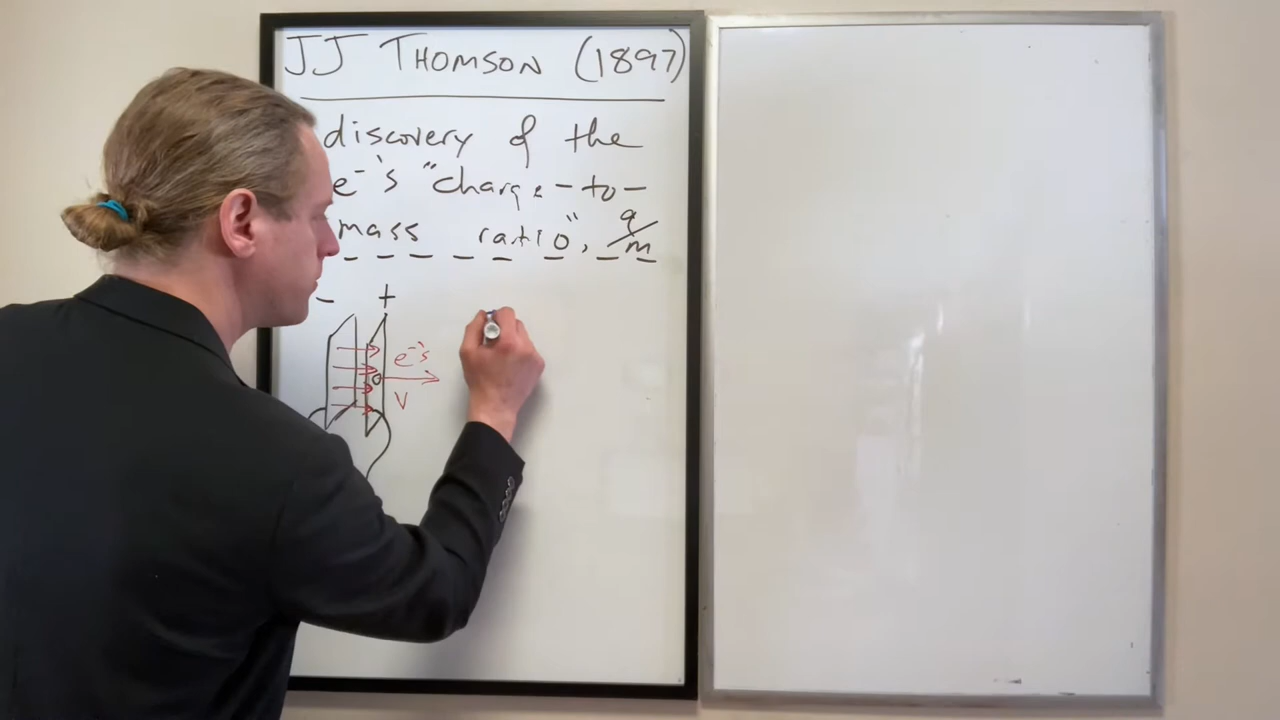 JJ THOMSON (1897)
discovery of the
e⁻'s "charge-to-
mass ratio", q/m
- +
e⁻'s
V